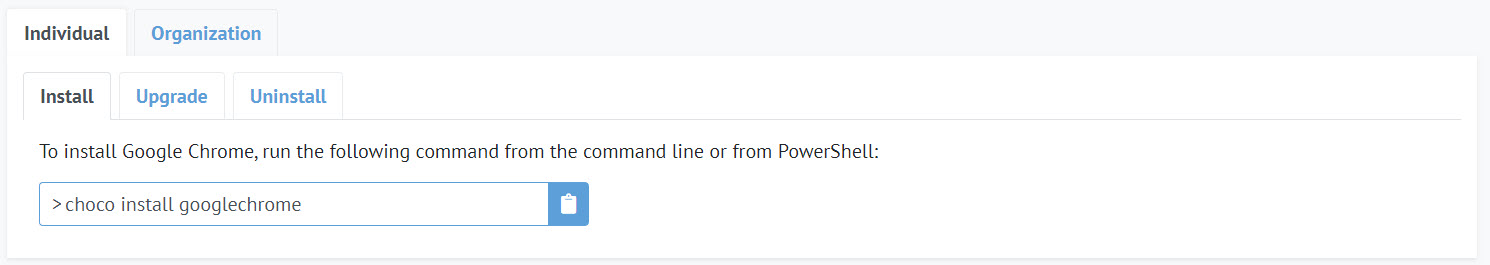 Individual Organization
Install Upgrade Uninstall
To install Google Chrome, run the following command from the command line or from PowerShell:
> choco install googlechrome